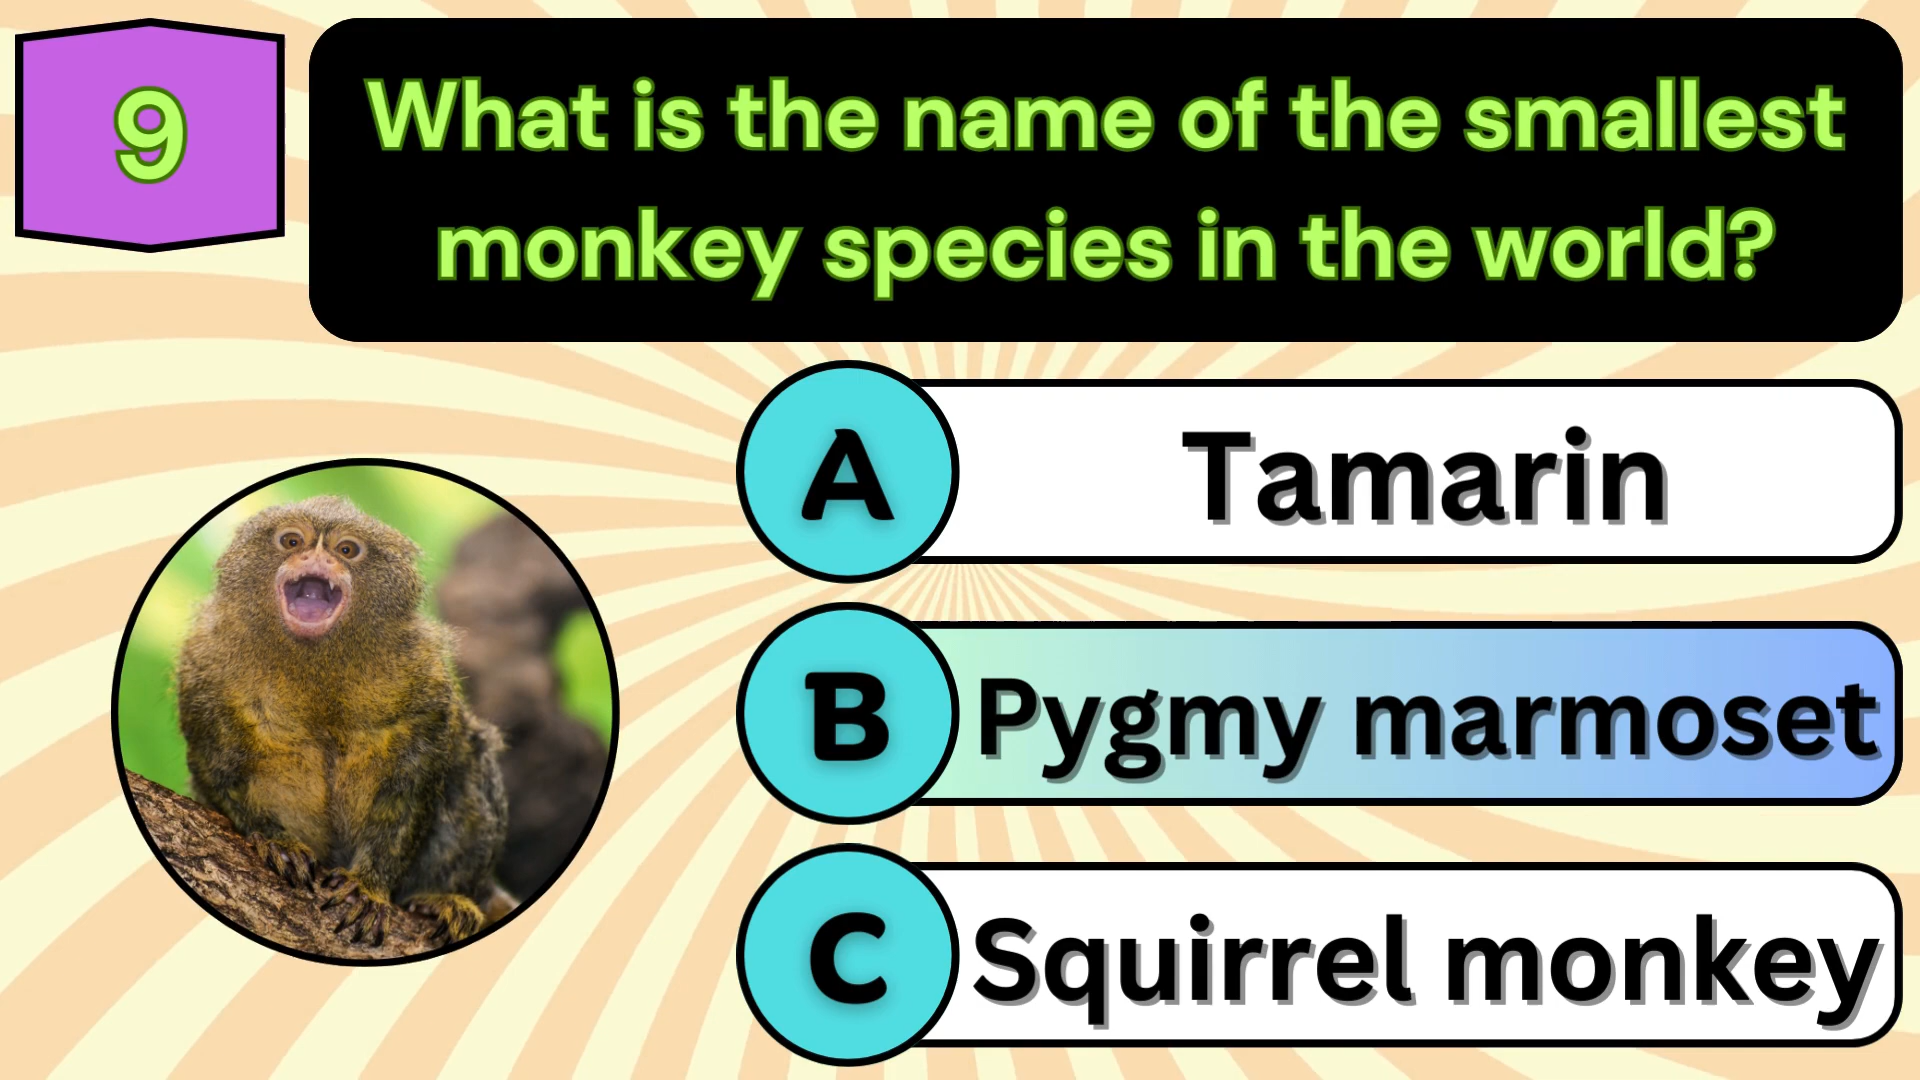 9
What is the name of the smallest
monkey species in the world?
A
Tamarin
B
Pygmy marmoset
C
Squirrel monkey